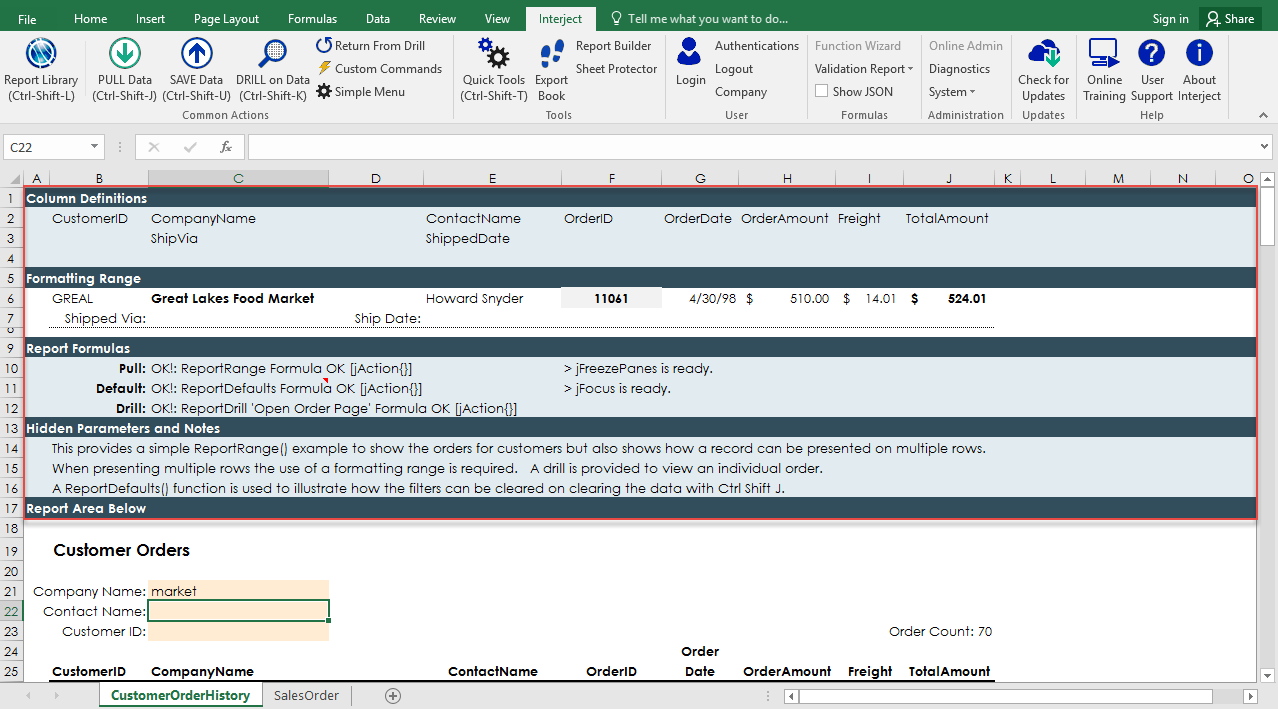 File Home Insert Page Layout Formulas Data Review View Interject Tell me what you want to do... Sign in Share
Report Library (Ctrl-Shift-L)
PULL Data (Ctrl-Shift-J)
SAVE Data (Ctrl-Shift-U)
DRILL on Data (Ctrl-Shift-K)
Return From Drill
Custom Commands
Simple Menu
Common Actions
Quick Tools (Ctrl-Shift-T)
Export Book
Report Builder
Sheet Protector
Tools
Login
Authentications
Logout
Company
User
Function Wizard
Validation Report
Show JSON
Formulas
Online Admin
Diagnostics
System
Administration
Check for Updates
Updates
Online Training
User Support
About Interject
Help
C22 fx
A B C D E F G H I J K L M N O
1 Column Definitions
2 CustomerID CompanyName ContactName OrderID OrderDate OrderAmount Freight TotalAmount
3 ShipVia ShippedDate
4
5 Formatting Range
6 GREAL Great Lakes Food Market Howard Snyder 11061 4/30/98 $ 510.00 $ 14.01 $ 524.01
7 Shipped Via: Ship Date:
9 Report Formulas
10 Pull: OK!: ReportRange Formula OK [jAction{}] > jFreezePanes is ready.
11 Default: OK!: ReportDefaults Formula OK [jAction{}] > jFocus is ready.
12 Drill: OK!: ReportDrill 'Open Order Page' Formula OK [jAction{}]
13 Hidden Parameters and Notes
14 This provides a simple ReportRange() example to show the orders for customers but also shows how a record can be presented on multiple rows.
15 When presenting multiple rows the use of a formatting range is required. A drill is provided to view an individual order.
16 A ReportDefaults() function is used to illustrate how the filters can be cleared on clearing the data with Ctrl Shift J.
17 Report Area Below
18
19 Customer Orders
20
21 Company Name: market
22 Contact Name:
23 Customer ID: Order Count: 70
24 Order
25 CustomerID CompanyName ContactName OrderID Date OrderAmount Freight TotalAmount
CustomerOrderHistory SalesOrder